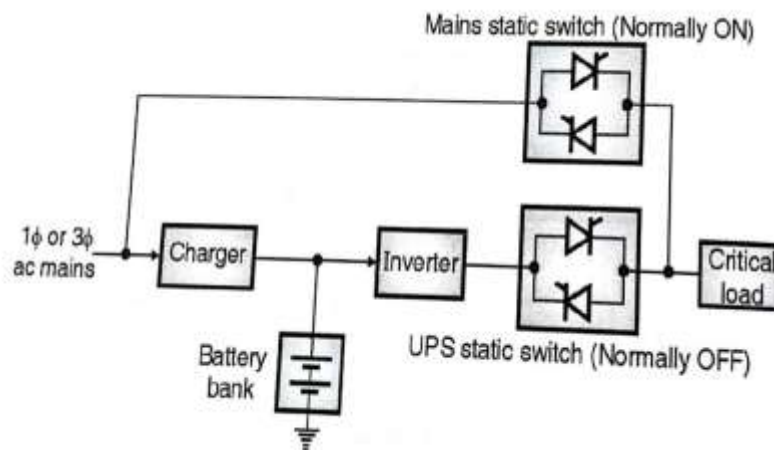 Mains static switch (Normally ON)
1ϕ or 3ϕ
ac mains
Charger
Inverter
Critical
load
Battery
bank
UPS static switch (Normally OFF)